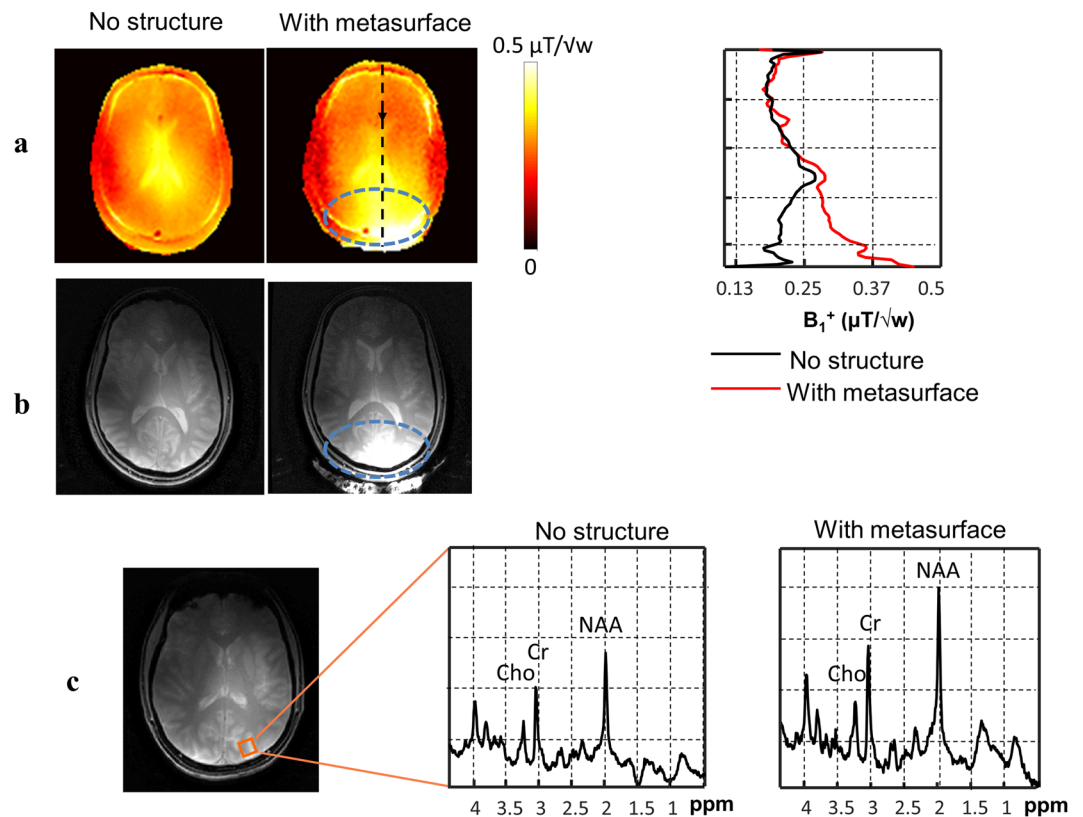 No structure
With metasurface
0.5 µT/√w
a
0
0.13 0.25 0.37 0.5
B₁⁺ (µT/√w)
No structure
With metasurface
b
No structure
With metasurface
c
Cho
Cr
NAA
4 3.5 3 2.5 2 1.5 1 ppm
Cho
Cr
NAA
4 3.5 3 2.5 2 1.5 1 ppm